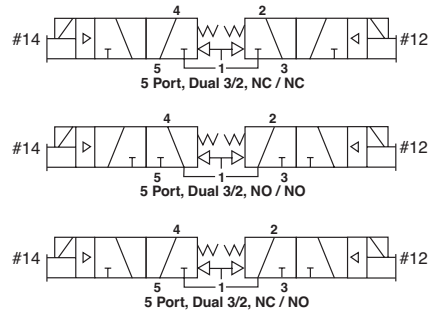 4 2
#14 #12
5 1 3
5 Port, Dual 3/2, NC / NC
4 2
#14 #12
5 1 3
5 Port, Dual 3/2, NO / NO
4 2
#14 #12
5 1 3
5 Port, Dual 3/2, NC / NO